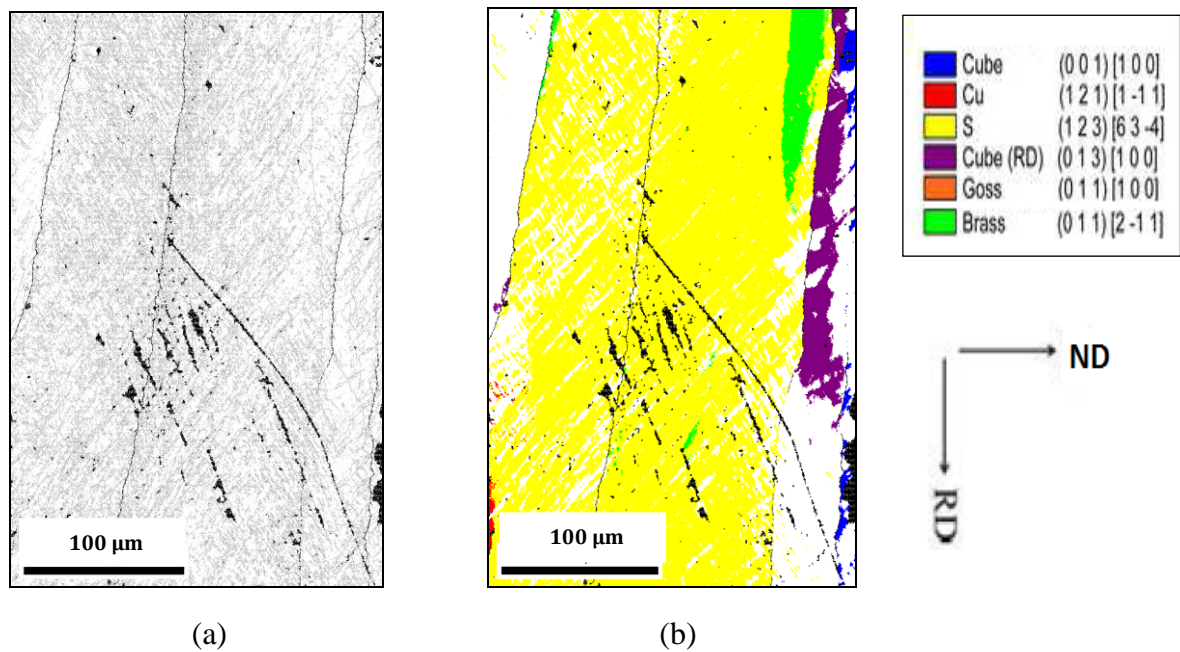 100 µm
(a)
100 µm
(b)
Cube (0 0 1) [1 0 0]
Cu (1 2 1) [1 -1 1]
S (1 2 3) [6 3 -4]
Cube (RD) (0 1 3) [1 0 0]
Goss (0 1 1) [1 0 0]
Brass (0 1 1) [2 -1 1]
ND
RD